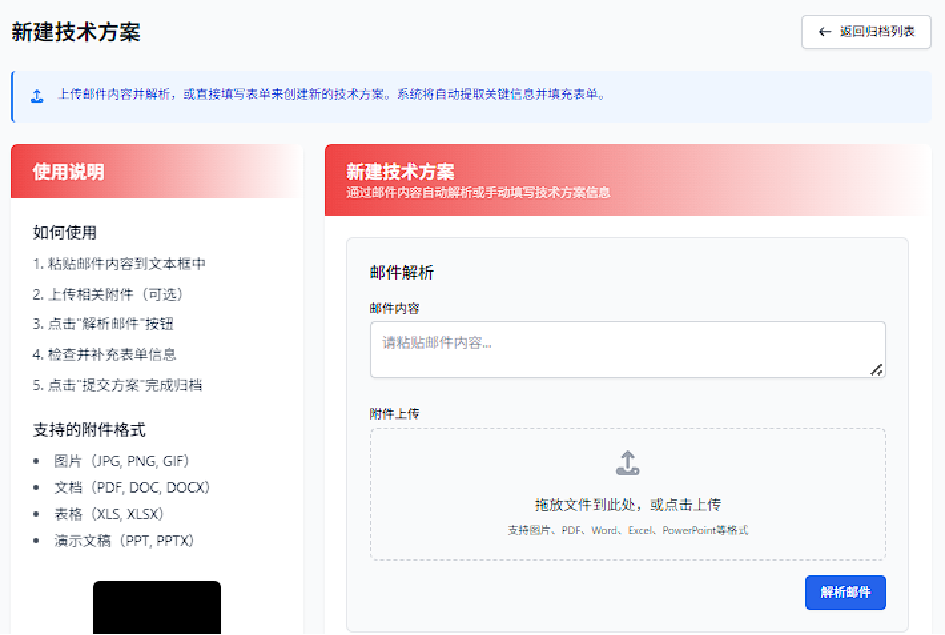 新建技术方案
返回归档列表
上传邮件内容并解析，或直接填写表单来创建新的技术方案。系统将自动提取关键信息并填充表单。
使用说明
如何使用
1. 粘贴邮件内容到文本框中
2. 上传相关附件（可选）
3. 点击"解析邮件"按钮
4. 检查并补充表单信息
5. 点击"提交方案"完成归档
支持的附件格式
• 图片（JPG, PNG, GIF）
• 文档（PDF, DOC, DOCX）
• 表格（XLS, XLSX）
• 演示文稿（PPT, PPTX）
新建技术方案
通过邮件内容自动解析或手动填写技术方案信息
邮件解析
邮件内容
请粘贴邮件内容...
附件上传
拖放文件到此处，或点击上传
支持图片、PDF、Word、Excel、PowerPoint等格式
解析邮件